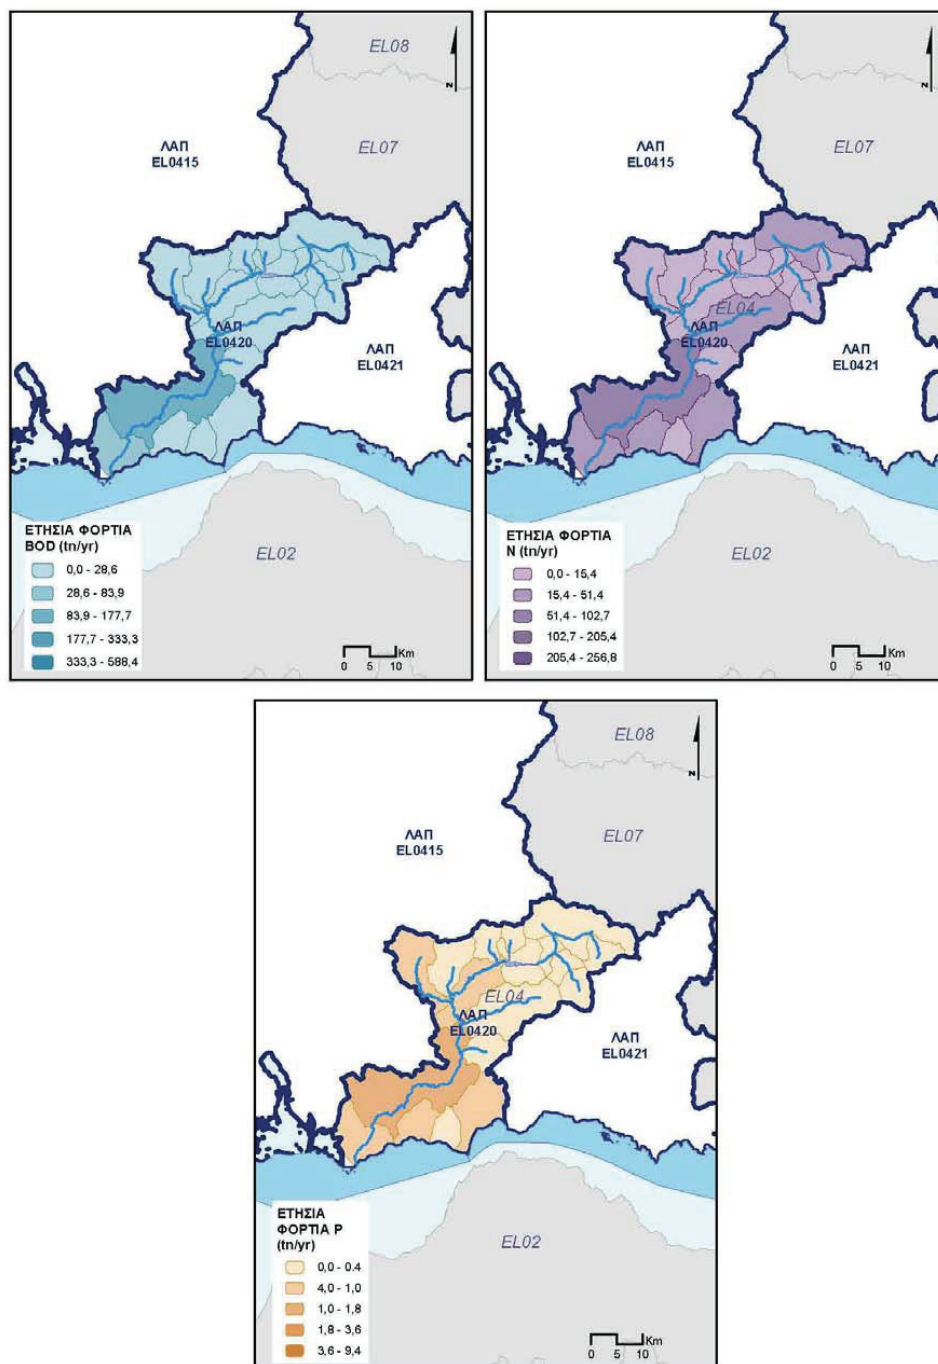 EL08
N
EL07
ΛΑΠ
EL0415
ΛΑΠ
EL0420
ΛΑΠ
EL0421
EL02
ΕΤΗΣΙΑ ΦΟΡΤΙΑ
BOD (tn/yr)
0,0 - 28,6
28,6 - 83,9
83,9 - 177,7
177,7 - 333,3
333,3 - 588,4
Km
0 5 10
EL08
N
EL07
ΛΑΠ
EL0415
EL04
ΛΑΠ
EL0420
ΛΑΠ
EL0421
EL02
ΕΤΗΣΙΑ ΦΟΡΤΙΑ
N (tn/yr)
0,0 - 15,4
15,4 - 51,4
51,4 - 102,7
102,7 - 205,4
205,4 - 256,8
Km
0 5 10
EL08
N
EL07
ΛΑΠ
EL0415
EL04
ΛΑΠ
EL0420
ΛΑΠ
EL0421
EL02
ΕΤΗΣΙΑ
ΦΟΡΤΙΑ P
(tn/yr)
0,0 - 0.4
4,0 - 1,0
1,0 - 1,8
1,8 - 3,6
3,6 - 9,4
Km
0 5 10